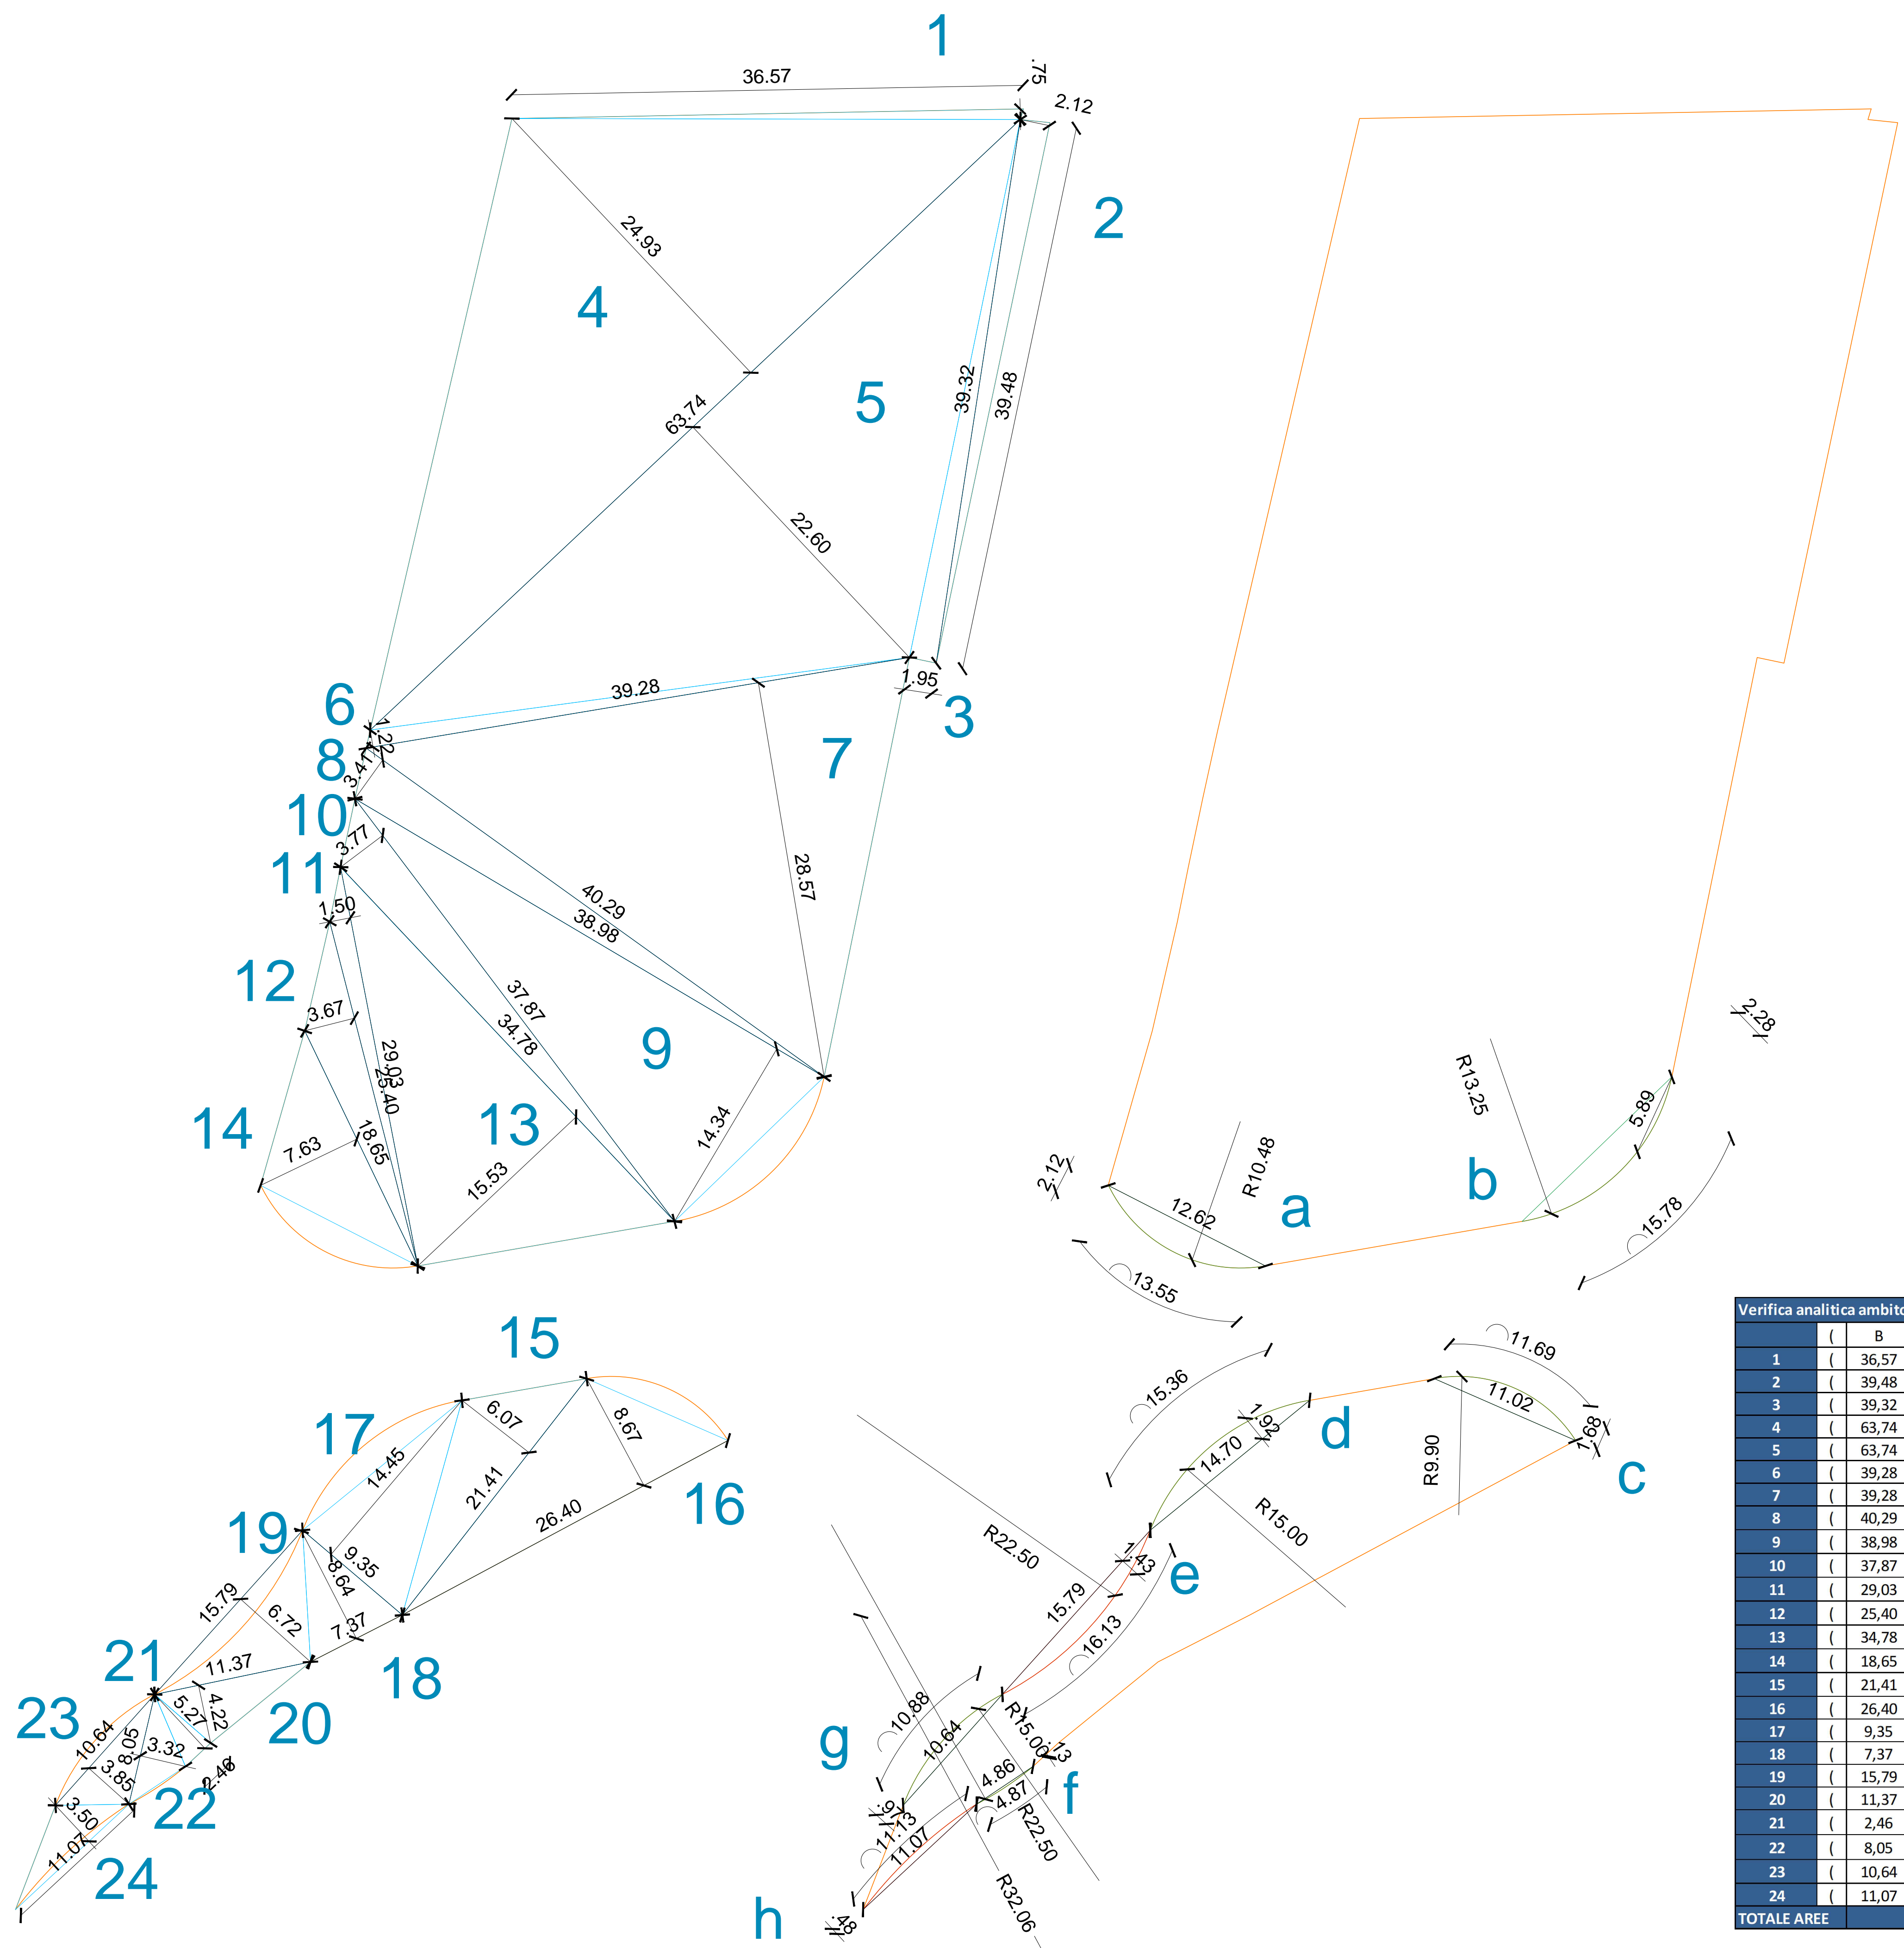 1
36.57
.75
2.12
2
24.93
4
5
39.32
39.48
63.74
22.60
6
39.28
1.95
3
1.22
8
7
3.41
10
3.77
11
28.57
1.50
40.29
38.98
12
37.87
3.67
34.78
9
29.03
25.40
14
13
14.34
18.65
7.63
15.53
2.28
R13.25
5.89
R10.48
2.12
b
12.62
a
15.78
13.55
15
11.69
15.36
11.02
17
6.07
8.67
1.92
d
1.68
14.70
R9.90
c
14.45
21.41
16
26.40
R15.00
19
9.35
8.64
R22.50
1.43
e
15.79
6.72
7.37
15.79
16.13
21
11.37
18
23
5.27
4.22
20
10.88
g
10.64
R15.00
10.64
8.05
3.32
.13
3.85
2.46
4.86
f
22
4.87
3.50
.97
11.13
R22.50
11.07
11.07
24
R32.06
h
.48
Verifica analitica ambito
( B
1 ( 36,57
2 ( 39,48
3 ( 39,32
4 ( 63,74
5 ( 63,74
6 ( 39,28
7 ( 39,28
8 ( 40,29
9 ( 38,98
10 ( 37,87
11 ( 29,03
12 ( 25,40
13 ( 34,78
14 ( 18,65
15 ( 21,41
16 ( 26,40
17 ( 9,35
18 ( 7,37
19 ( 15,79
20 ( 11,37
21 ( 2,46
22 ( 8,05
23 ( 10,64
24 ( 11,07
TOTALE AREE